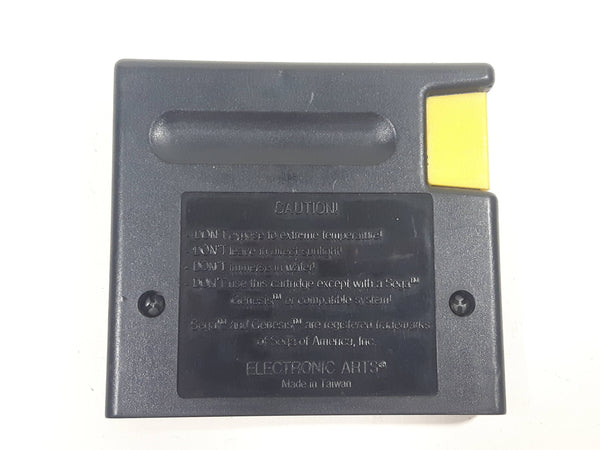 CAUTION!
- DON'T expose to extreme temperature!
- DON'T leave in direct sunlight!
- DON'T immerse in water!
- DON'T use this cartridge except with a Sega™
Genesis™ or compatible system!
Sega™ and Genesis™ are registered trademarks
of Sega of America, Inc.
ELECTRONIC ARTS®
Made in Taiwan